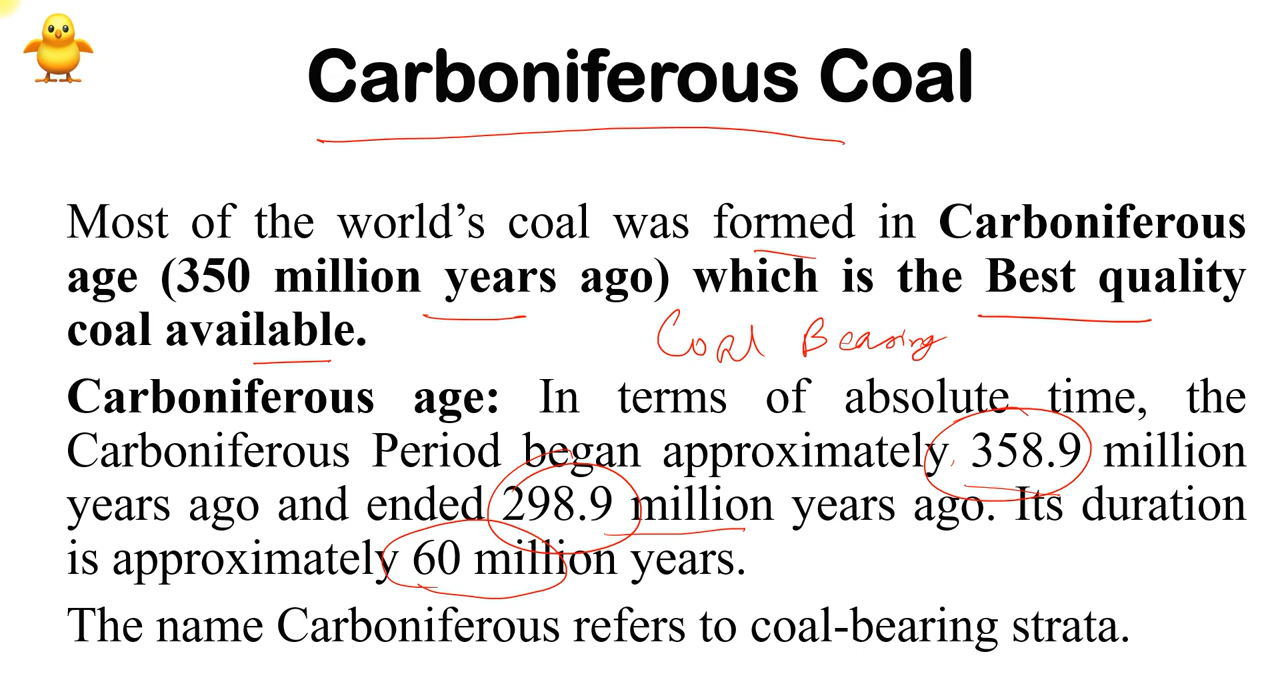 Carboniferous Coal
Most of the world’s coal was formed in Carboniferous
age (350 million years ago) which is the Best quality
coal available.
Coal Bearing
Carboniferous age: In terms of absolute time, the
Carboniferous Period began approximately 358.9 million
years ago and ended 298.9 million years ago. Its duration
is approximately 60 million years.
The name Carboniferous refers to coal-bearing strata.